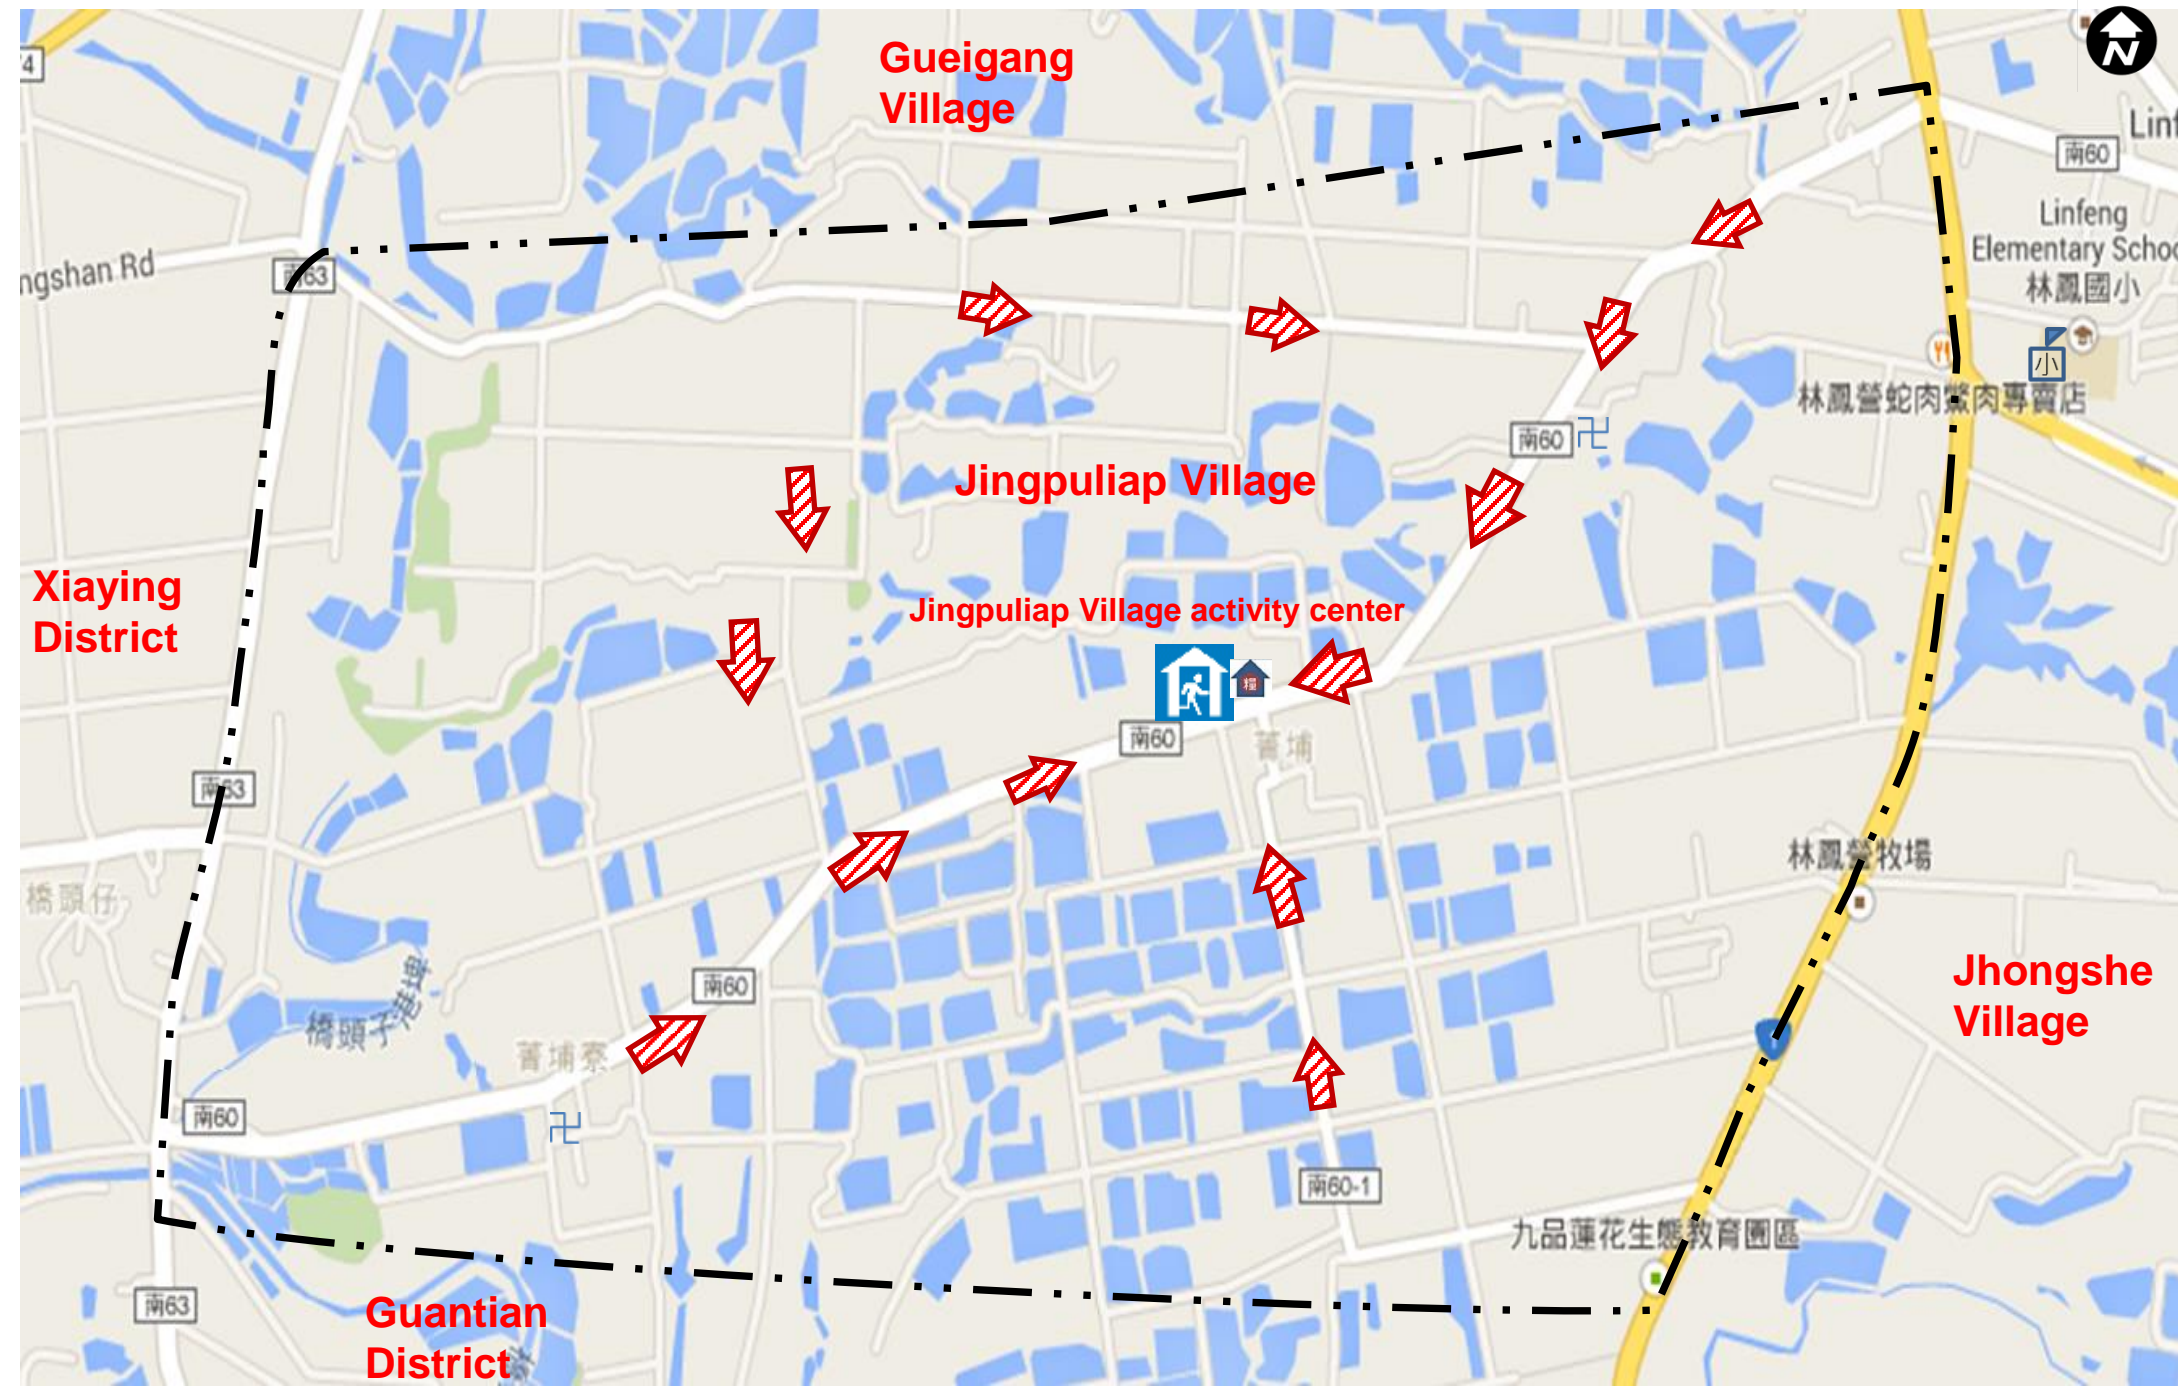 Gueigang
Village
N
南60
Linfeng
Elementary Schoo
林鳳國小
小
ngshan Rd
南63
林鳳營蛇肉鱉肉專賣店
南60
Jingpuliap Village
Xiaying
District
Jingpuliap Village activity center
糧
南60
菁埔
南63
林鳳營牧場
橋頭仔
南60
Jhongshe
Village
橋頭子港埤
菁埔寮
南60
南60-1
九品蓮花生態教育園區
南63
Guantian
District